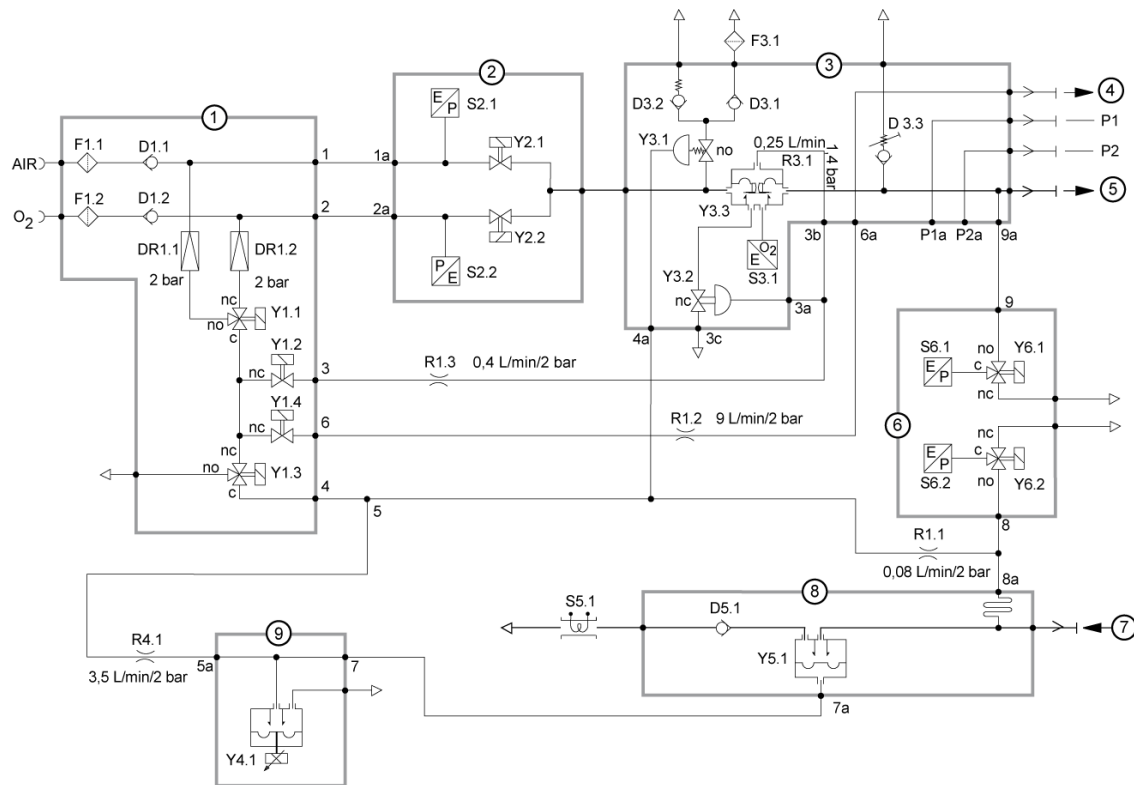 F3.1
2
3
4
E
P
S2.1
D3.2
D3.1
D 3.3
1
F1.1
D1.1
Y2.1
Y3.1
no
0,25 L/min
1,4 bar
P1
AIR
1
1a
R3.1
P2
F1.2
D1.2
O2
2
2a
Y3.3
5
Y2.2
3b
6a
P1a
P2a
9a
DR1.1
DR1.2
P
E
S2.2
O2
E
S3.1
Y3.2
2 bar
2 bar
nc
3a
nc
Y1.1
no
c
4a
3c
9
Y1.2
S6.1
no
Y6.1
R1.3
0,4 L/min/2 bar
E
P
c
nc
3
nc
Y1.4
R1.2
9 L/min/2 bar
6
nc
6
nc
nc
E
P
c
no
Y1.3
S6.2
no
Y6.2
c
4
5
8
R1.1
0,08 L/min/2 bar
8a
8
S5.1
D5.1
7
R4.1
9
Y5.1
5a
7
3,5 L/min/2 bar
7a
Y4.1